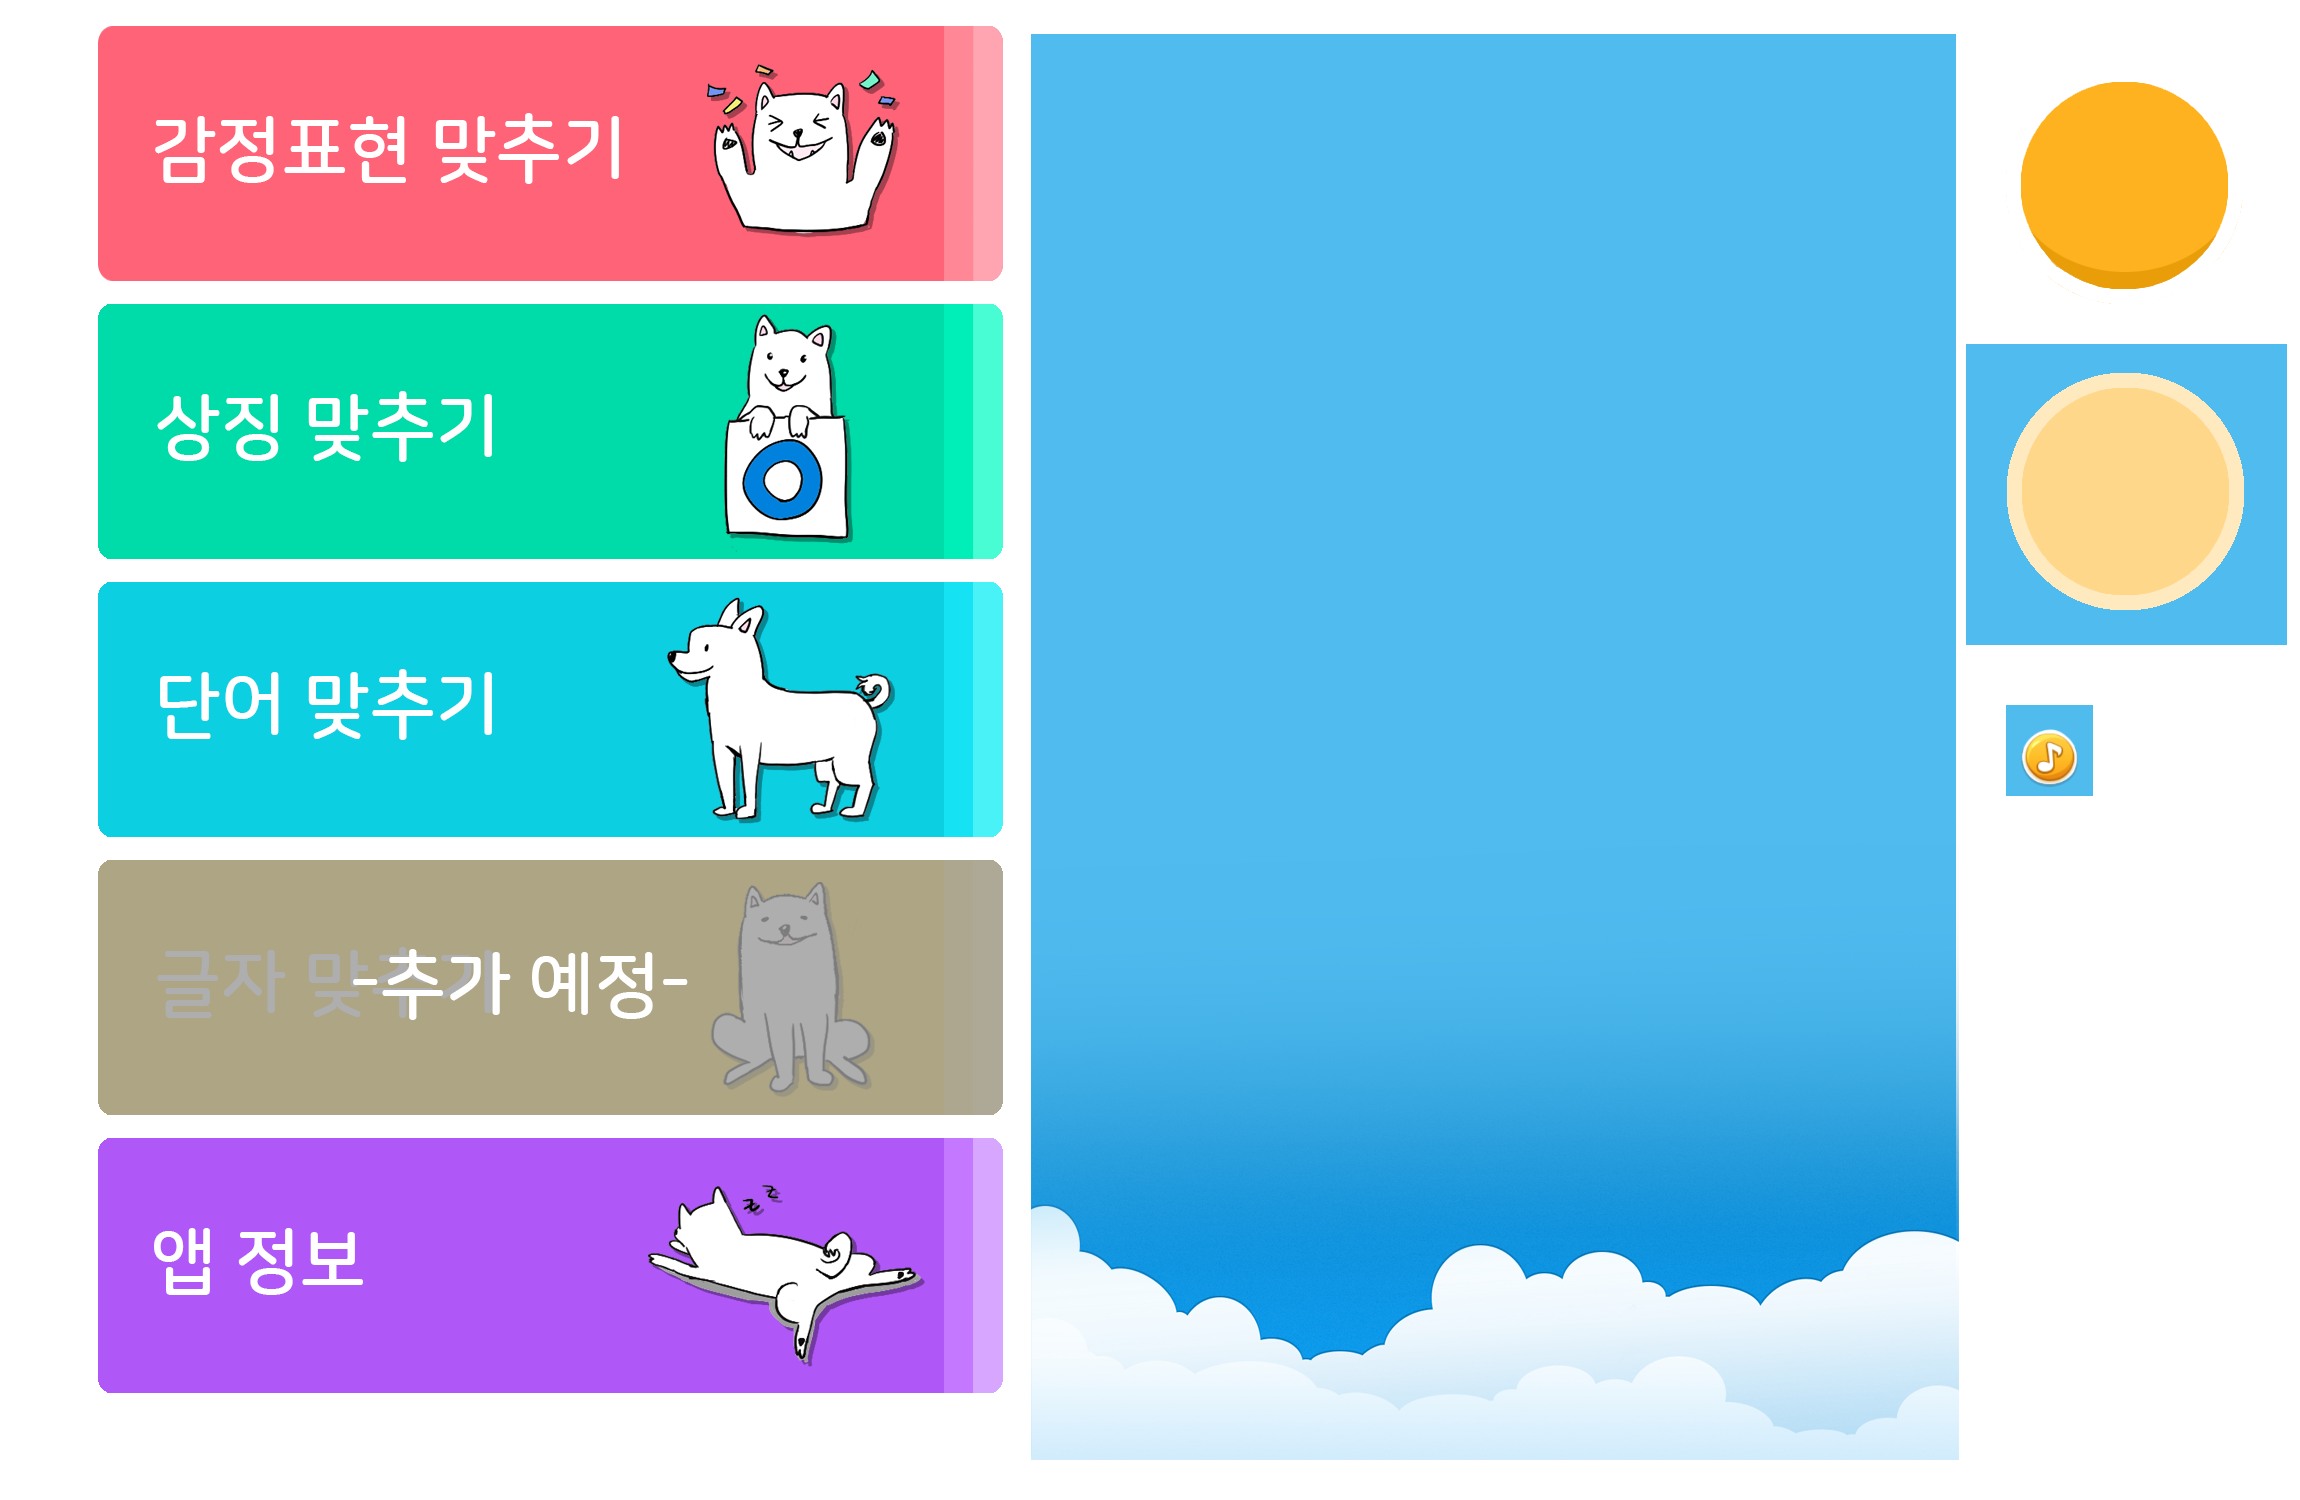 감정표현 맞추기
상징 맞추기
단어 맞추기
글자 맞추기
-추가 예정-
앱 정보